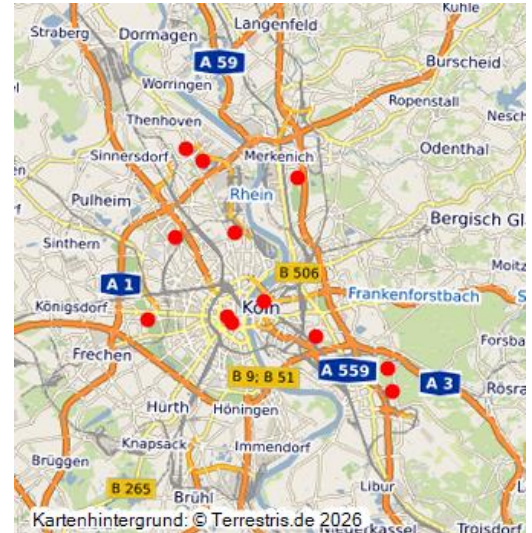 Kuhle
Straberg
Dormagen
Langenfeld
A 59
Burscheid
Worringen
Ropenstall
Thenhoven
Nesch
Sinnersdorf
Merkenich
Odenthal
Rhein
Pulheim
Bergisch Gl
Sinthern
Moitz
B 506
A 1
Frankenforstbach
S
Königsdorf
Köln
Forsba
Frechen
A 559
B 9; B 51
A 3
Rösra
Hürth
Höningen
Knapsack
Immendorf
Brüggen
Libur
B 265
Brühl
Kartenhintergrund: © Terrestris.de 2026
Troisdorf